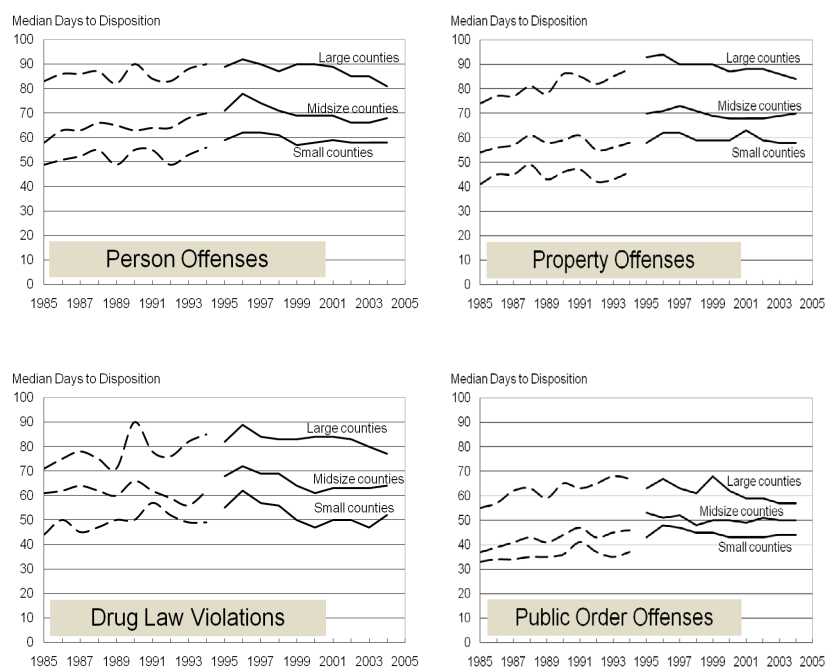 Median Days to Disposition
100
90
80
70
60
50
40
30
20
10
0
Large counties
Midsize counties
Small counties
Person Offenses
1985 1987 1989 1991 1993 1995 1997 1999 2001 2003 2005
Median Days to Disposition
100
90
80
70
60
50
40
30
20
10
0
Large counties
Midsize counties
Small counties
Property Offenses
1985 1987 1989 1991 1993 1995 1997 1999 2001 2003 2005
Median Days to Disposition
100
90
80
70
60
50
40
30
20
10
0
Large counties
Midsize counties
Small counties
Drug Law Violations
1985 1987 1989 1991 1993 1995 1997 1999 2001 2003 2005
Median Days to Disposition
100
90
80
70
60
50
40
30
20
10
0
Large counties
Midsize counties
Small counties
Public Order Offenses
1985 1987 1989 1991 1993 1995 1997 1999 2001 2003 2005